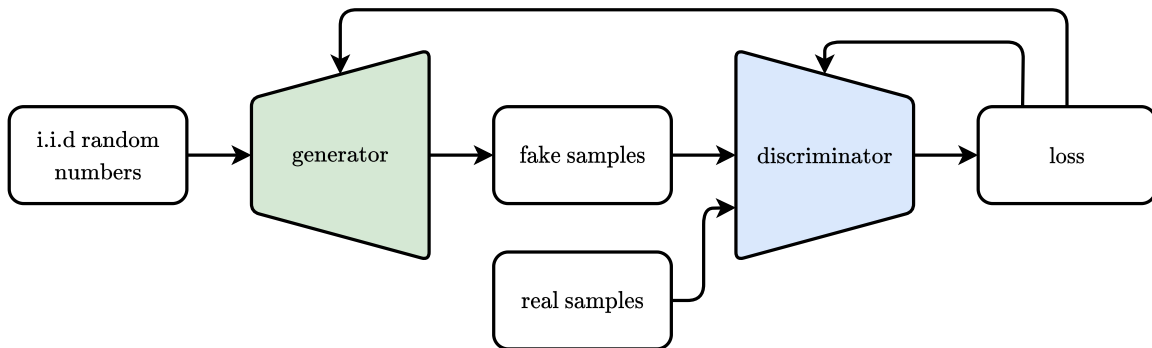 i.i.d random
numbers
generator
fake samples
discriminator
loss
real samples